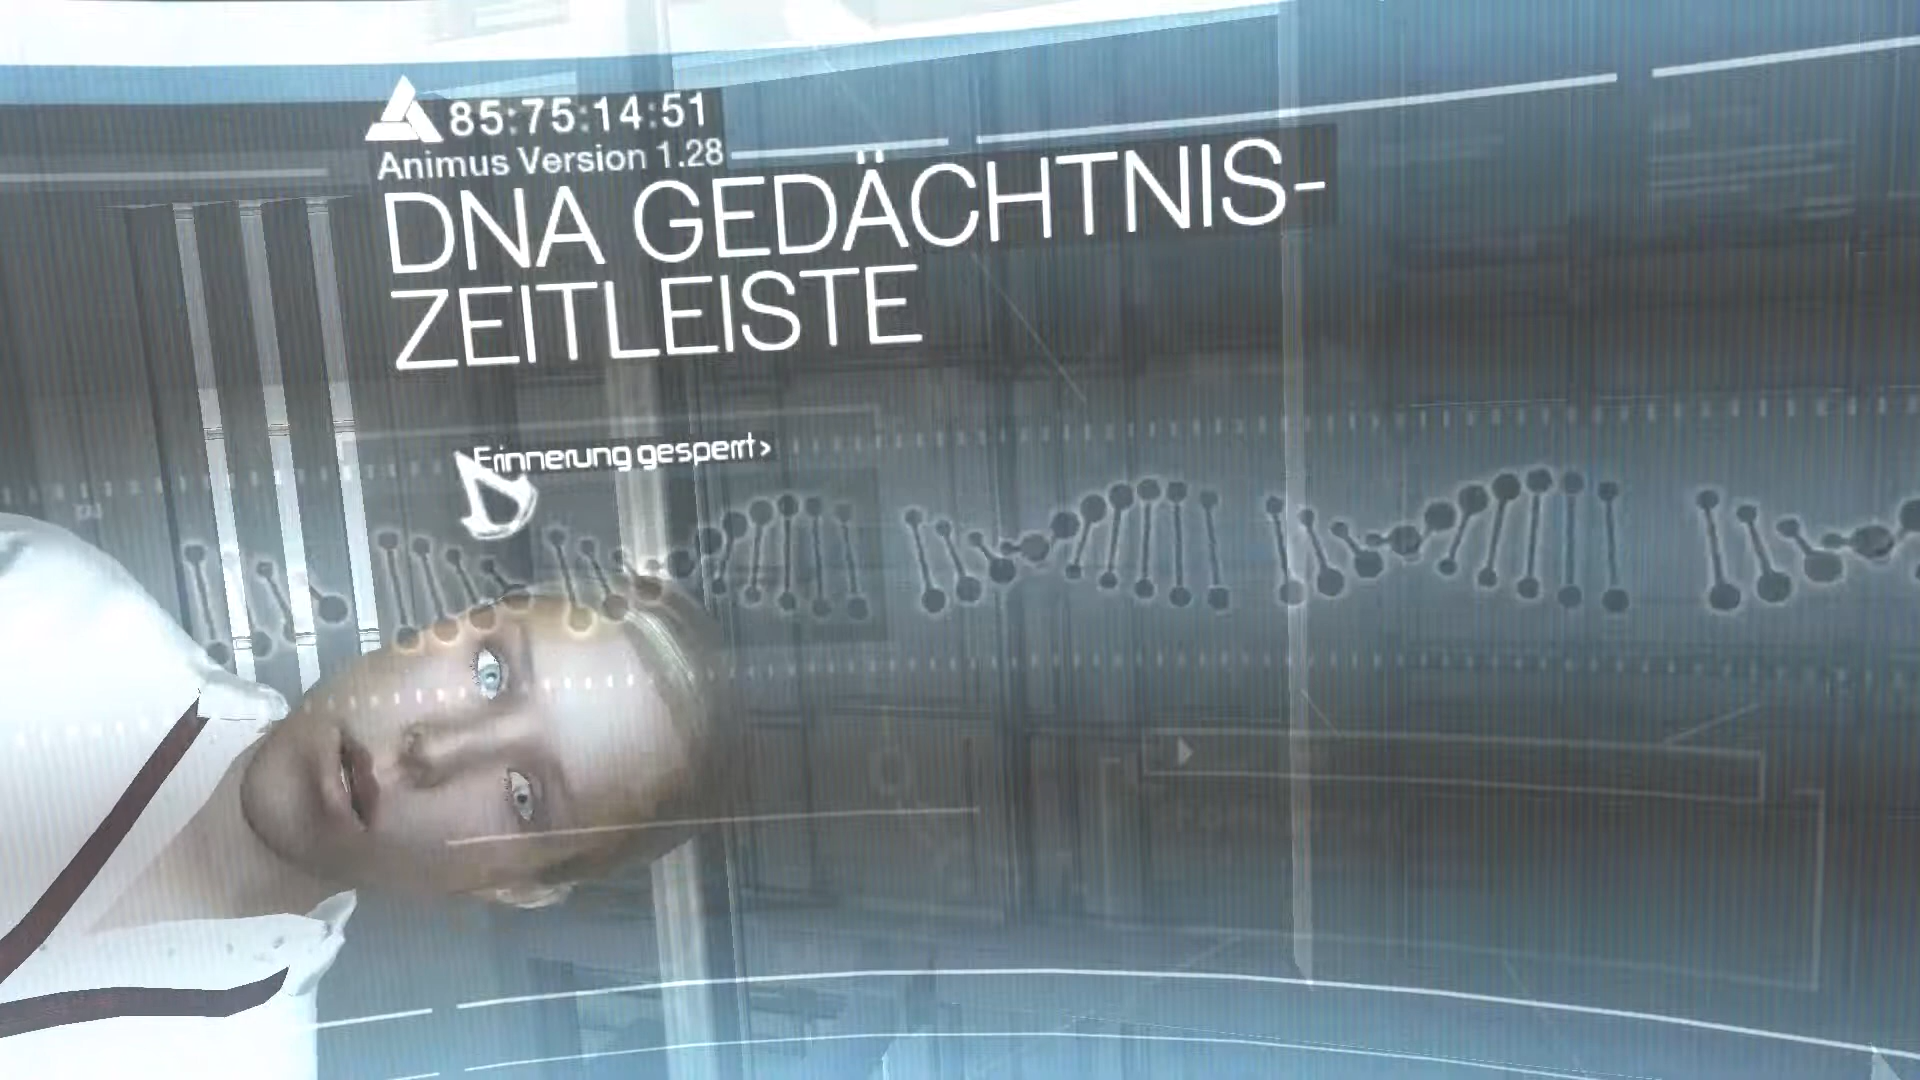 85:75:14:51
Animus Version 1.28
DNA GEDÄCHTNIS-
ZEITLEISTE
Erinnerung gesperrt>